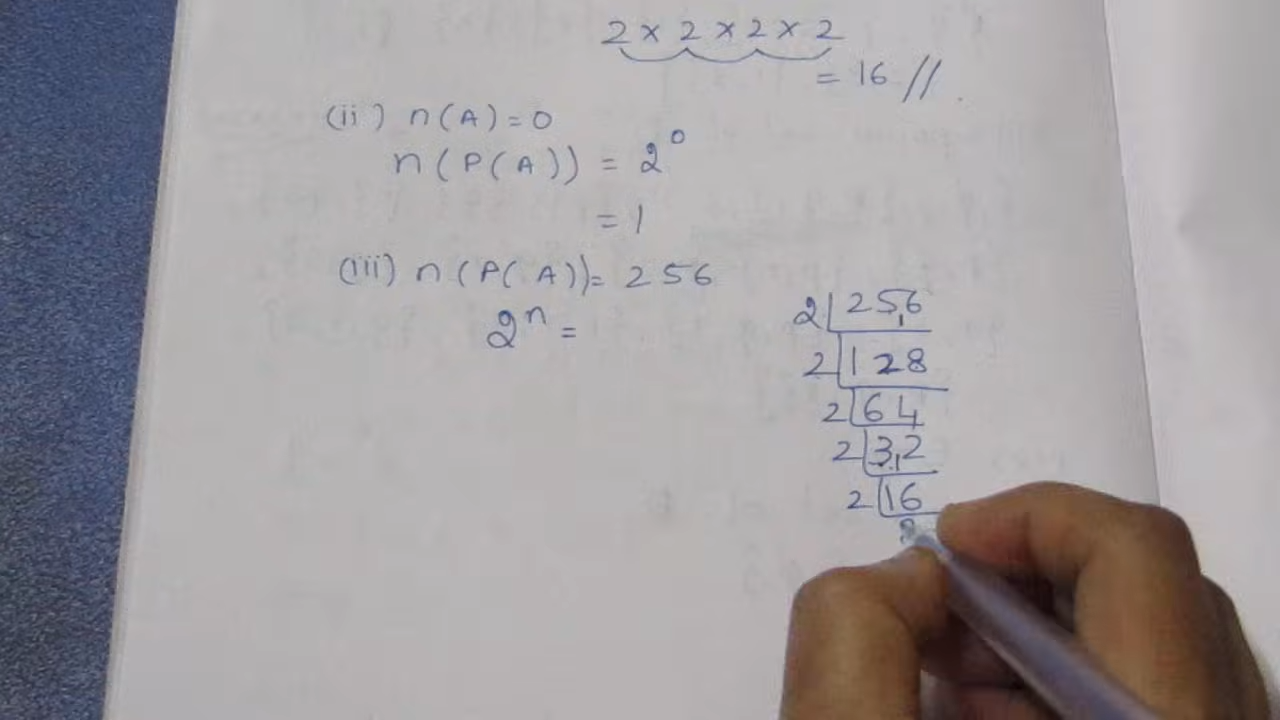 2 × 2 × 2 × 2
= 16 //
(ii) n(A) = 0
n(P(A)) = 2⁰
= 1
(iii) n(P(A)) = 256
2ⁿ =
2 | 256
2 | 128
2 | 64
2 | 32
2 | 16
8